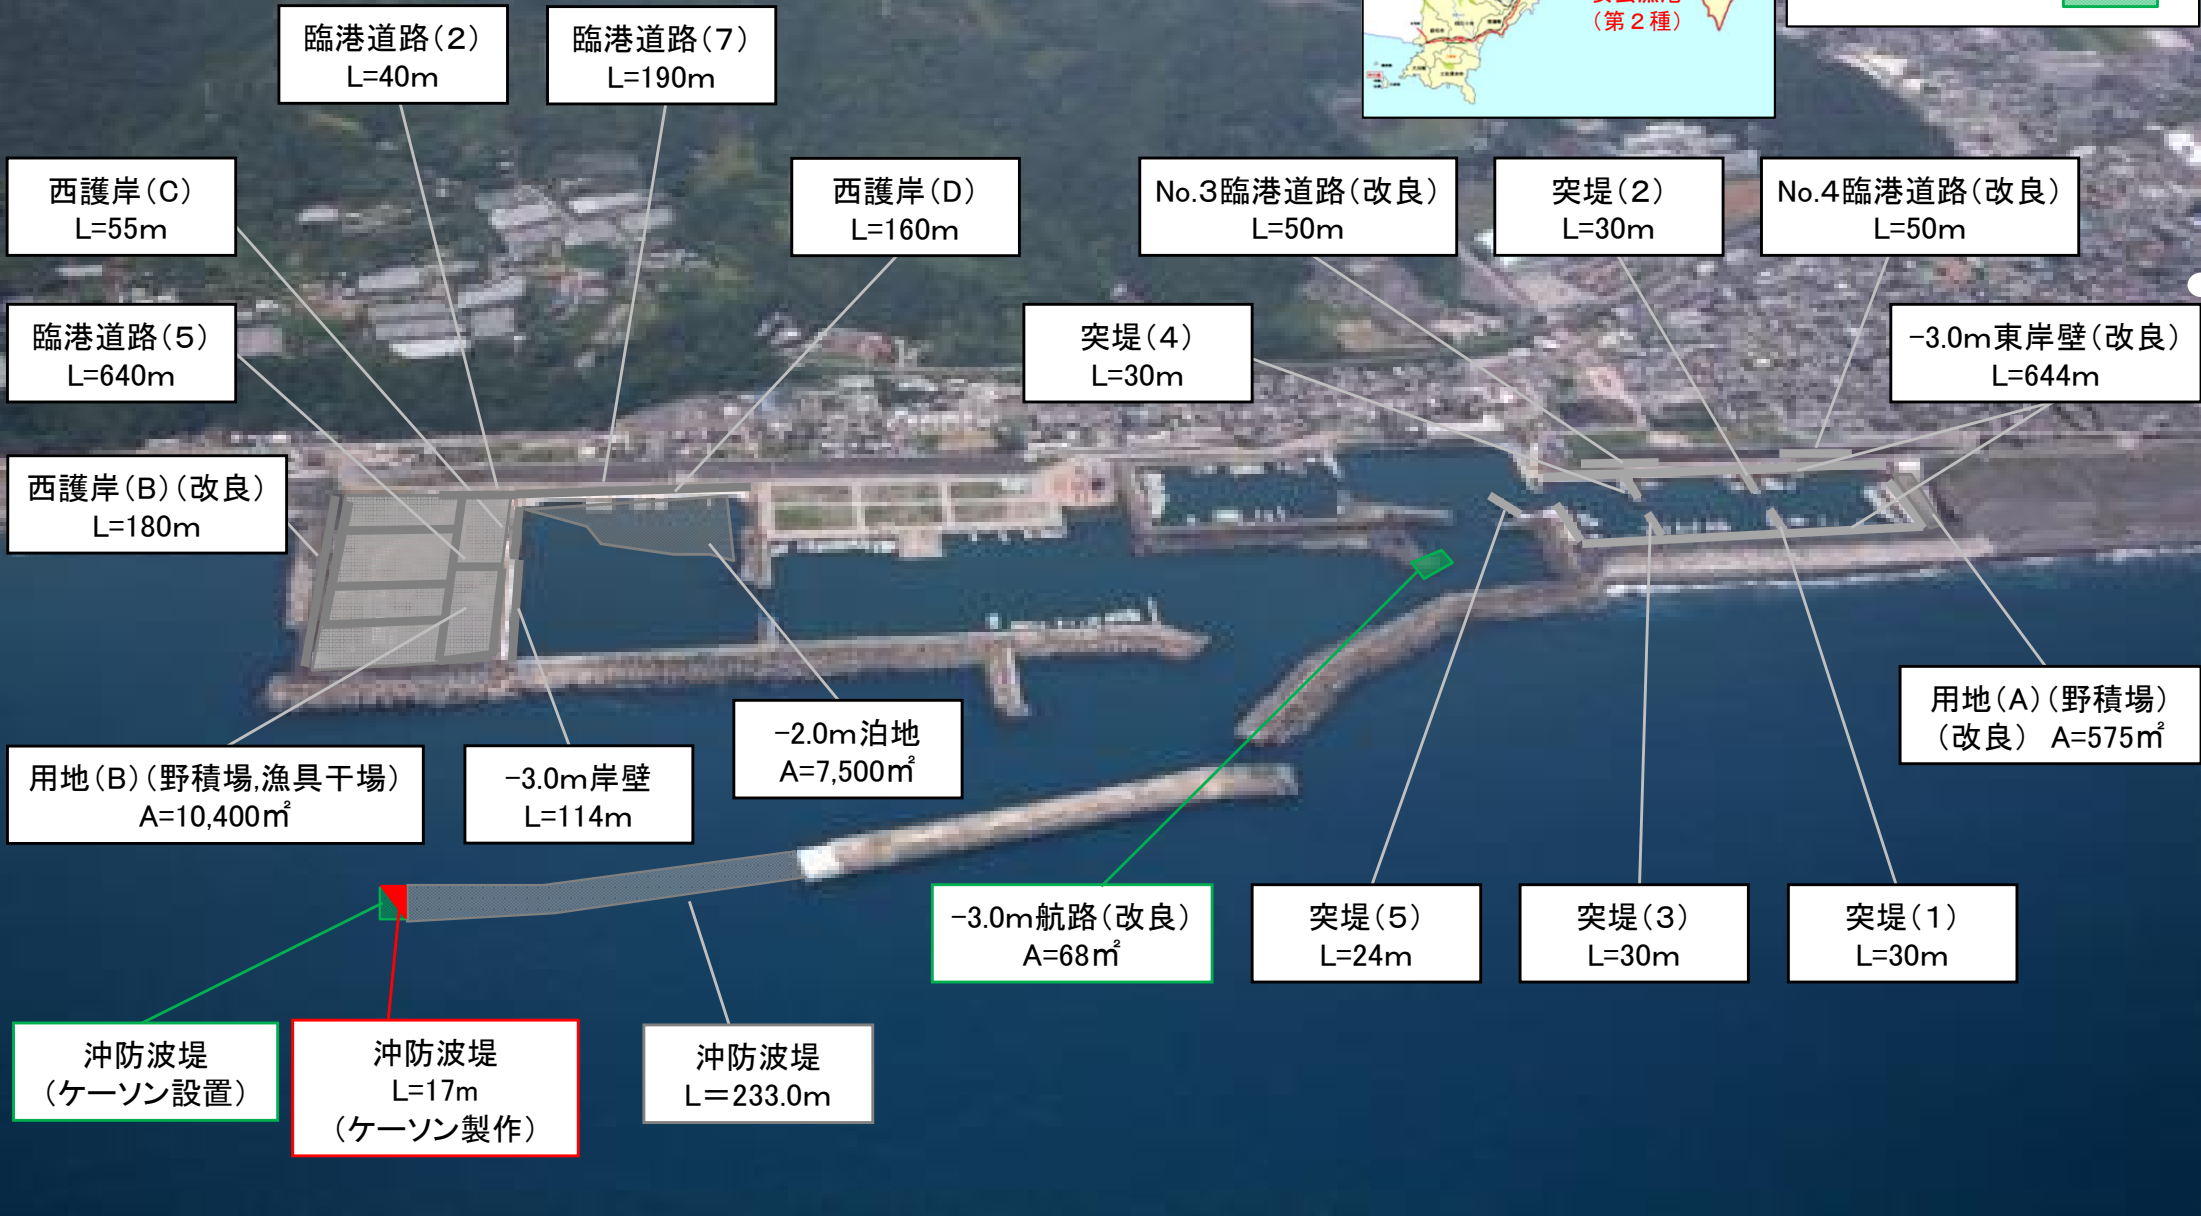 (第2種)
臨港道路(2)
L=40m
臨港道路(7)
L=190m
西護岸(C)
L=55m
西護岸(D)
L=160m
No.3臨港道路(改良)
L=50m
突堤(2)
L=30m
No.4臨港道路(改良)
L=50m
臨港道路(5)
L=640m
突堤(4)
L=30m
-3.0m東岸壁(改良)
L=644m
西護岸(B)(改良)
L=180m
用地(B)(野積場,漁具干場)
A=10,400㎡
-3.0m岸壁
L=114m
-2.0m泊地
A=7,500㎡
用地(A)(野積場)
(改良) A=575㎡
-3.0m航路(改良)
A=68㎡
突堤(5)
L=24m
突堤(3)
L=30m
突堤(1)
L=30m
沖防波堤
(ケーソン設置)
沖防波堤
L=17m
(ケーソン製作)
沖防波堤
L=233.0m